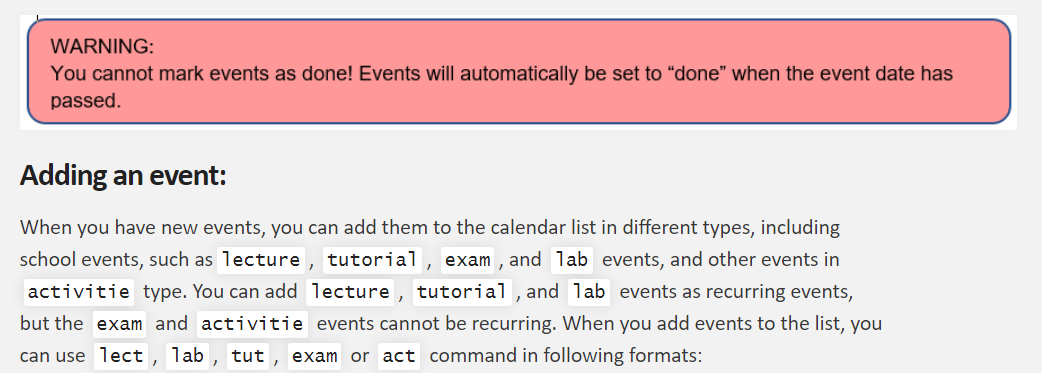 WARNING:
You cannot mark events as done! Events will automatically be set to “done” when the event date has
passed.
Adding an event:
When you have new events, you can add them to the calendar list in different types, including
school events, such as lecture , tutorial , exam , and lab events, and other events in
activitie type. You can add lecture , tutorial , and lab events as recurring events,
but the exam and activitie events cannot be recurring. When you add events to the list, you
can use lect , lab , tut , exam or act command in following formats: